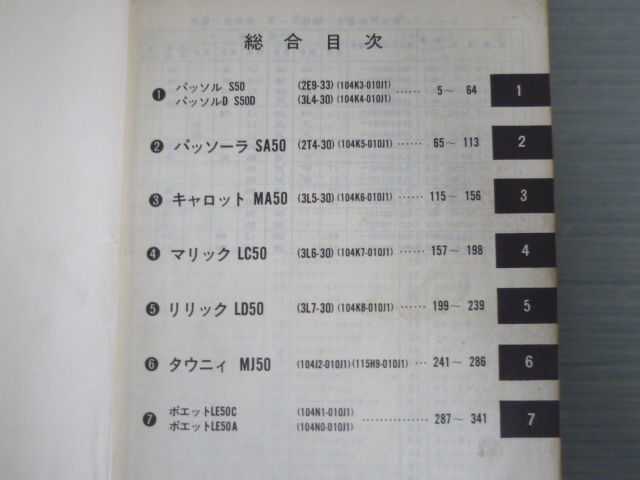 総合目次
❶ パッソル S50 (2E9-33)(104K3-010J1) …… 5～ 64 1
パッソルD S50D (3L4-30)(104K4-010J1)
❷ パッソーラ SA50 (2T4-30)(104K5-010J1) …… 65～ 113 2
❸ キャロット MA50 (3L5-30)(104K6-010J1) …… 115～ 156 3
❹ マリック LC50 (3L6-30)(104K7-010J1) …… 157～ 198 4
❺ リリック LD50 (3L7-30)(104K8-010J1) …… 199～ 239 5
❻ タウニィ MJ50 (104J2-010J1)(115H9-010J1) … 241～ 286 6
❼ ポエットLE50C (104N1-010J1) ………… 287～ 341 7
ポエットLE50A (104N0-010J1)